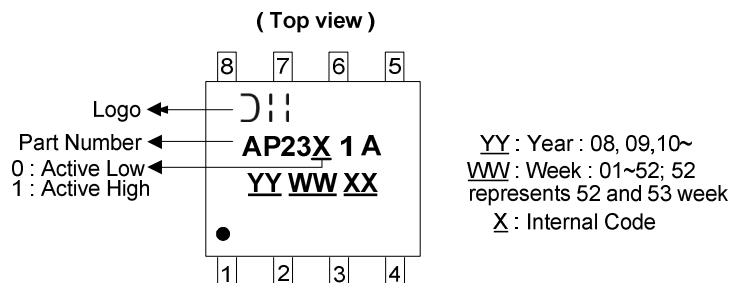 ( Top view )
8 7 6 5
Logo
Part Number
0 : Active Low
1 : Active High
AP23X 1 A
YY WW XX
1 2 3 4
YY : Year : 08, 09,10~
WW : Week : 01~52; 52
represents 52 and 53 week
X : Internal Code